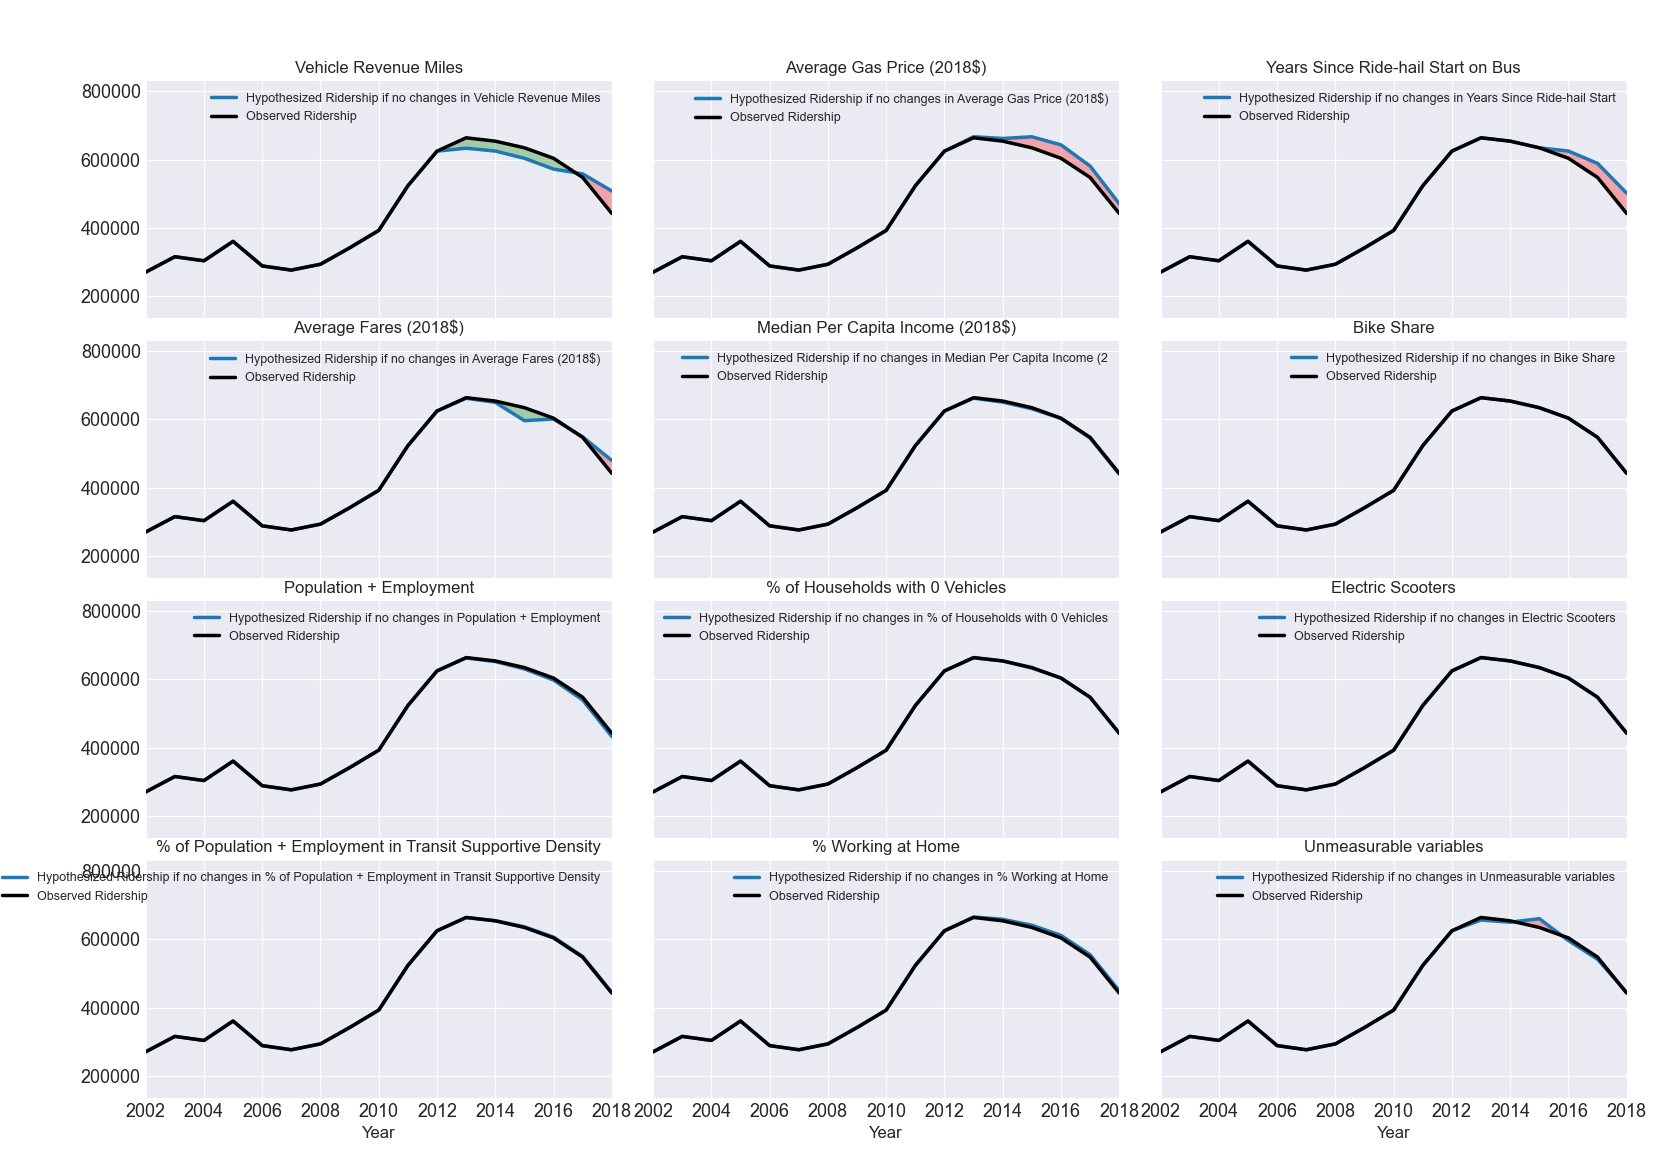 Vehicle Revenue Miles
Average Gas Price (2018$)
Years Since Ride-hail Start on Bus
800000
600000
400000
200000
Hypothesized Ridership if no changes in Vehicle Revenue Miles
Observed Ridership
Hypothesized Ridership if no changes in Average Gas Price (2018$)
Observed Ridership
Hypothesized Ridership if no changes in Years Since Ride-hail Start
Observed Ridership
Average Fares (2018$)
Median Per Capita Income (2018$)
Bike Share
800000
600000
400000
200000
Hypothesized Ridership if no changes in Average Fares (2018$)
Observed Ridership
Hypothesized Ridership if no changes in Median Per Capita Income (2
Observed Ridership
Hypothesized Ridership if no changes in Bike Share
Observed Ridership
Population + Employment
% of Households with 0 Vehicles
Electric Scooters
800000
600000
400000
200000
Hypothesized Ridership if no changes in Population + Employment
Observed Ridership
Hypothesized Ridership if no changes in % of Households with 0 Vehicles
Observed Ridership
Hypothesized Ridership if no changes in Electric Scooters
Observed Ridership
% of Population + Employment in Transit Supportive Density
% Working at Home
Unmeasurable variables
800000
600000
400000
200000
Hypothesized Ridership if no changes in % of Population + Employment in Transit Supportive Density
Observed Ridership
Hypothesized Ridership if no changes in % Working at Home
Observed Ridership
Hypothesized Ridership if no changes in Unmeasurable variables
Observed Ridership
2002 2004 2006 2008 2010 2012 2014 2016 2018
2002 2004 2006 2008 2010 2012 2014 2016 2018
2002 2004 2006 2008 2010 2012 2014 2016 2018
Year
Year
Year